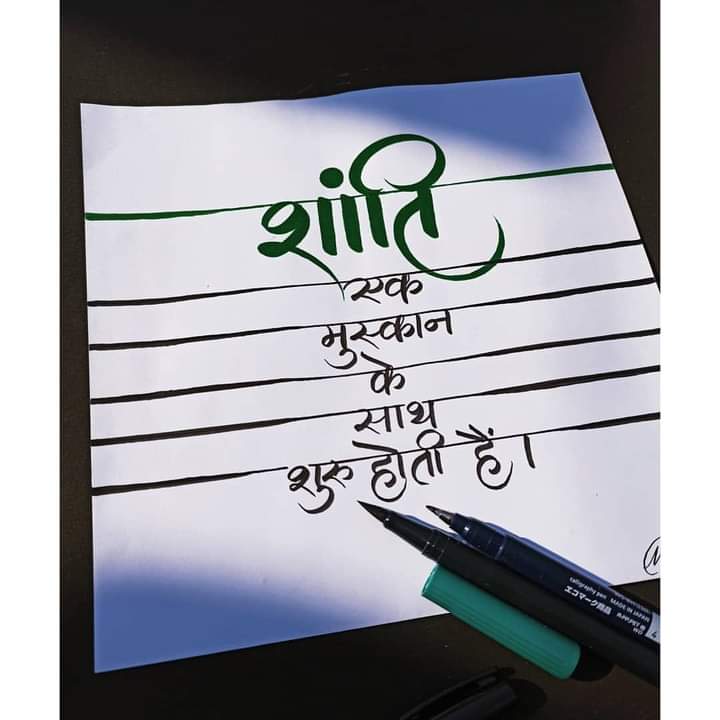 शांति
एक
मुस्कान
के
साथ
शुरु होती हैं।
calligraphy pen MADE IN JAPAN
エコマーク商品